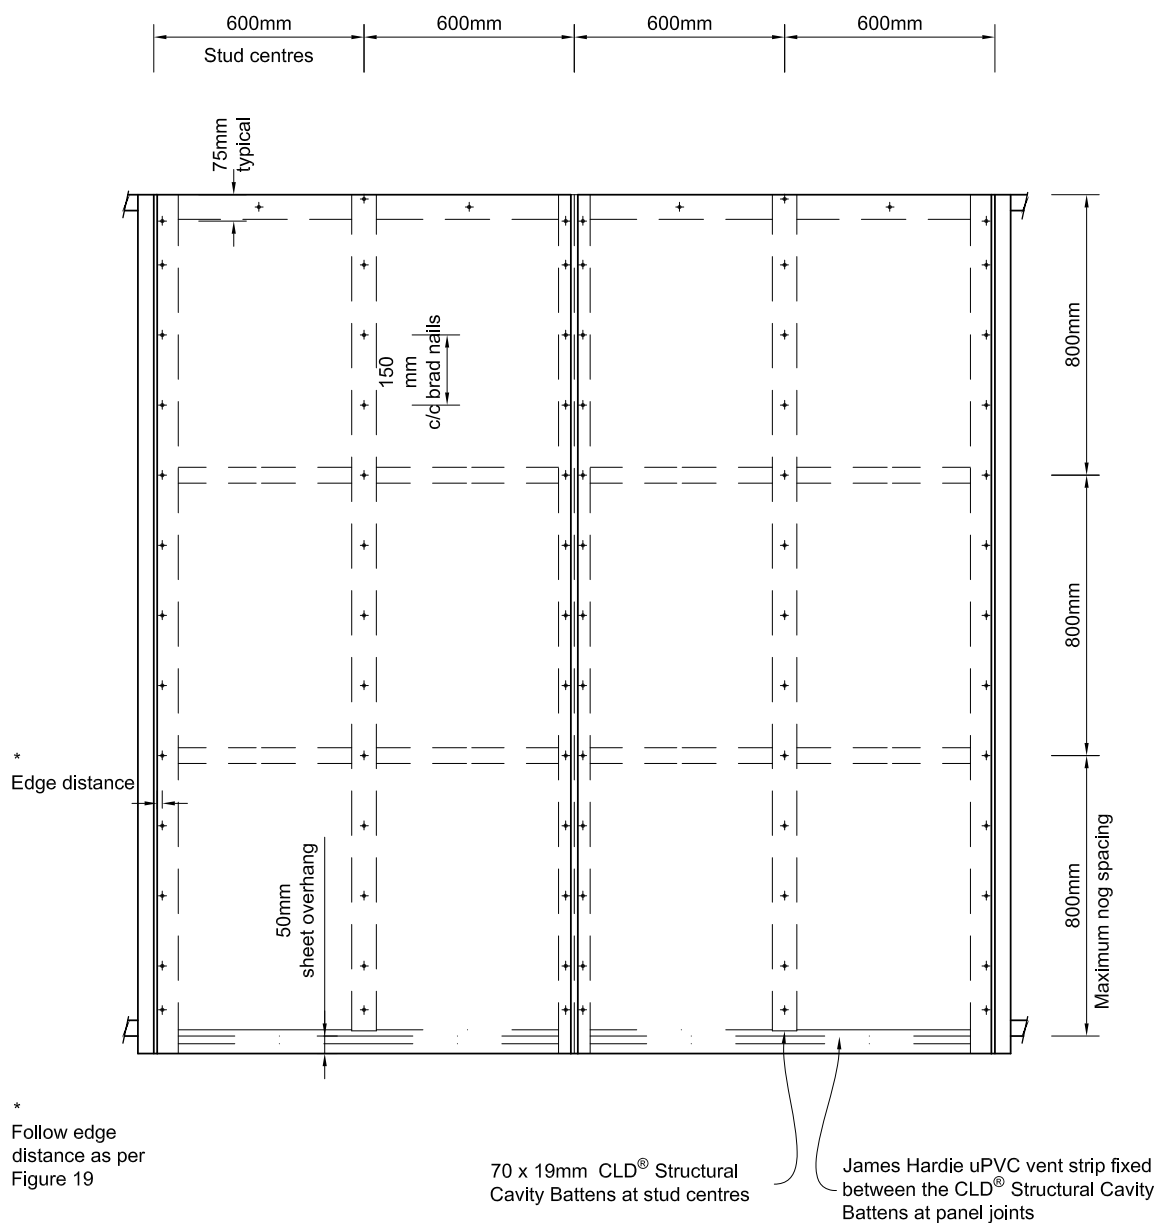 600mm
600mm
600mm
600mm
Stud centres
75mm
typical
150
mm
c/c brad nails
800mm
800mm
800mm
Maximum nog spacing
*
Edge distance
50mm
sheet overhang
*
Follow edge
distance as per
Figure 19
70 x 19mm CLD® Structural
Cavity Battens at stud centres
James Hardie uPVC vent strip fixed
between the CLD® Structural Cavity
Battens at panel joints